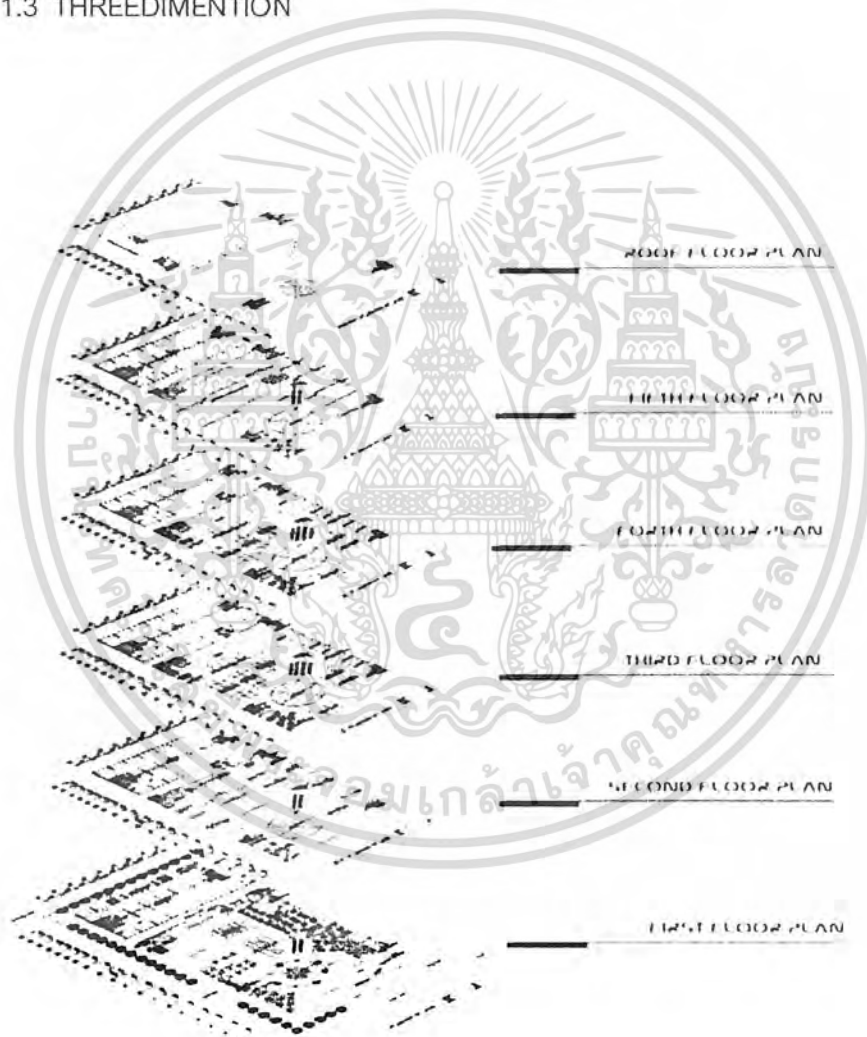 1.3 THREEDIMENTION
ROOF FLOOR PLAN
FIFTH FLOOR PLAN
FORTH FLOOR PLAN
THIRD FLOOR PLAN
SECOND FLOOR PLAN
FIRST FLOOR PLAN